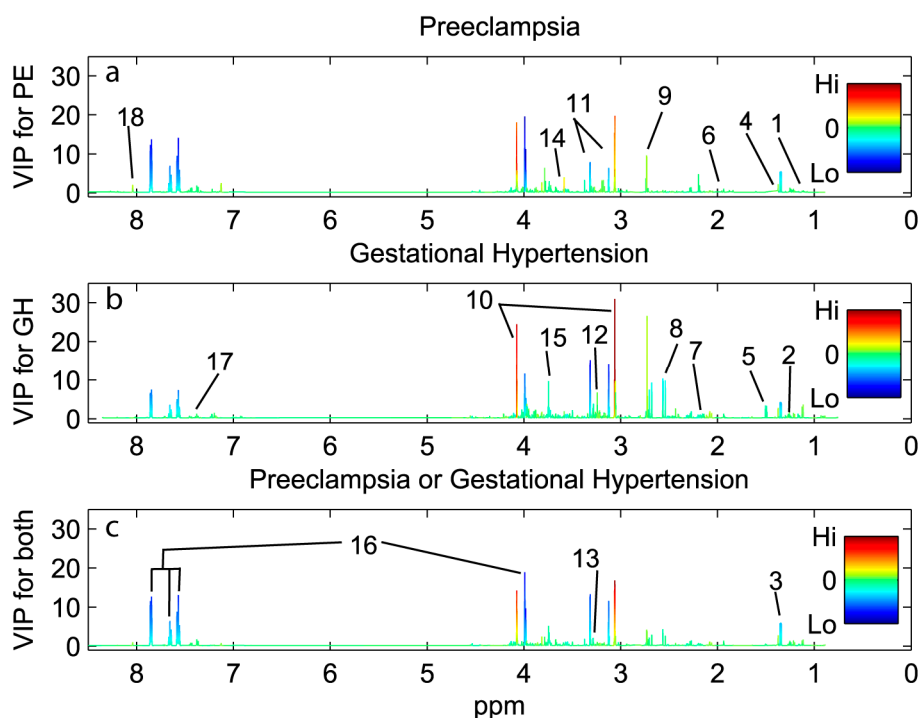 Preeclampsia
a
VIP for PE
30
20
10
0
18
11
14
9
6
4
1
Hi
0
Lo
8 7 6 5 4 3 2 1 0
Gestational Hypertension
b
VIP for GH
30
20
10
0
17
10
15
12
8
7
5
2
Hi
0
Lo
8 7 6 5 4 3 2 1 0
Preeclampsia or Gestational Hypertension
c
VIP for both
30
20
10
0
16
13
3
Hi
0
Lo
8 7 6 5 4 3 2 1 0
ppm